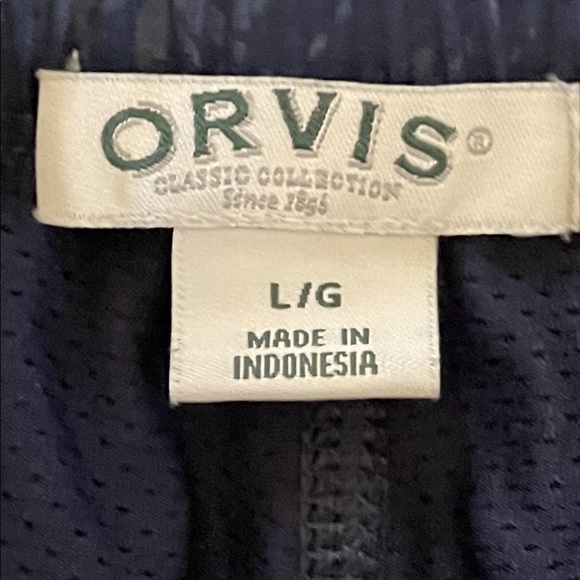 ORVIS®
CLASSIC COLLECTION
Since 1856
L/G
MADE IN
INDONESIA